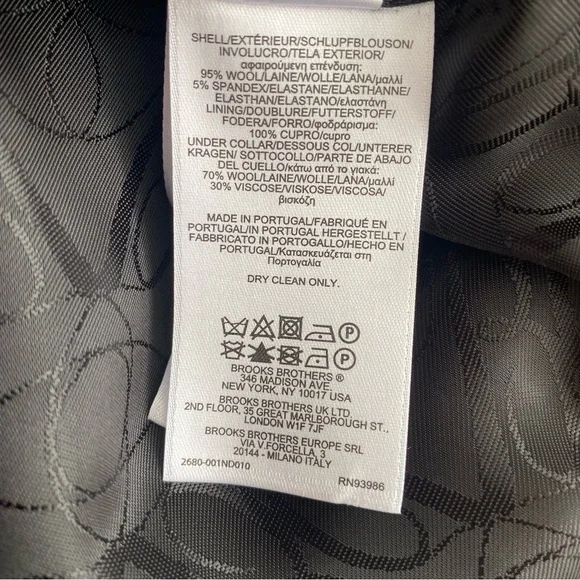 SHELL/EXTÉRIEUR/SCHLUPFBLOUSON/
INVOLUCRO/TELA EXTERIOR/
αφαιρούμενη επένδυση:
95% WOOL/LAINE/WOLLE/LANA/μαλλί
5% SPANDEX/ELASTANE/ELASTHANNE/
ELASTHAN/ELASTANO/ελαστάνη
LINING/DOUBLURE/FUTTERSTOFF/
FODERA/FORRO/φοδράρισμα:
100% CUPRO/cupro
UNDER COLLAR/DESSOUS COL/UNTERER
KRAGEN/ SOTTOCOLLO/PARTE DE ABAJO
DEL CUELLO/κάτω από το γιακά:
70% WOOL/LAINE/WOLLE/LANA/μαλλί
30% VISCOSE/VISKOSE/VISCOSA/
βισκόζη
MADE IN PORTUGAL/FABRIQUÉ EN
PORTUGAL/IN PORTUGAL HERGESTELLT /
FABBRICATO IN PORTOGALLO/HECHO EN
PORTUGAL/Κατασκευάζεται στη
Πορτογαλία
DRY CLEAN ONLY.
P
P
BROOKS BROTHERS ®
346 MADISON AVE.
NEW YORK, NY 10017 USA
BROOKS BROTHERS UK LTD.
2ND FLOOR, 35 GREAT MARLBOROUGH ST.,
LONDON W1F 7JF
BROOKS BROTHERS EUROPE SRL
VIA V.FORCELLA, 3
20144 - MILANO ITALY
2680-001ND010
RN93986